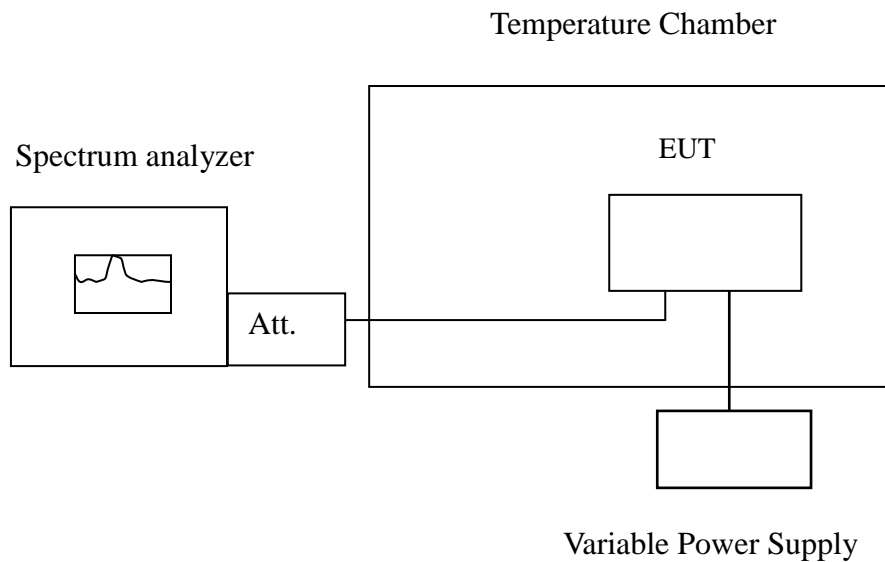 Temperature Chamber
Spectrum analyzer
EUT
Att.
Variable Power Supply